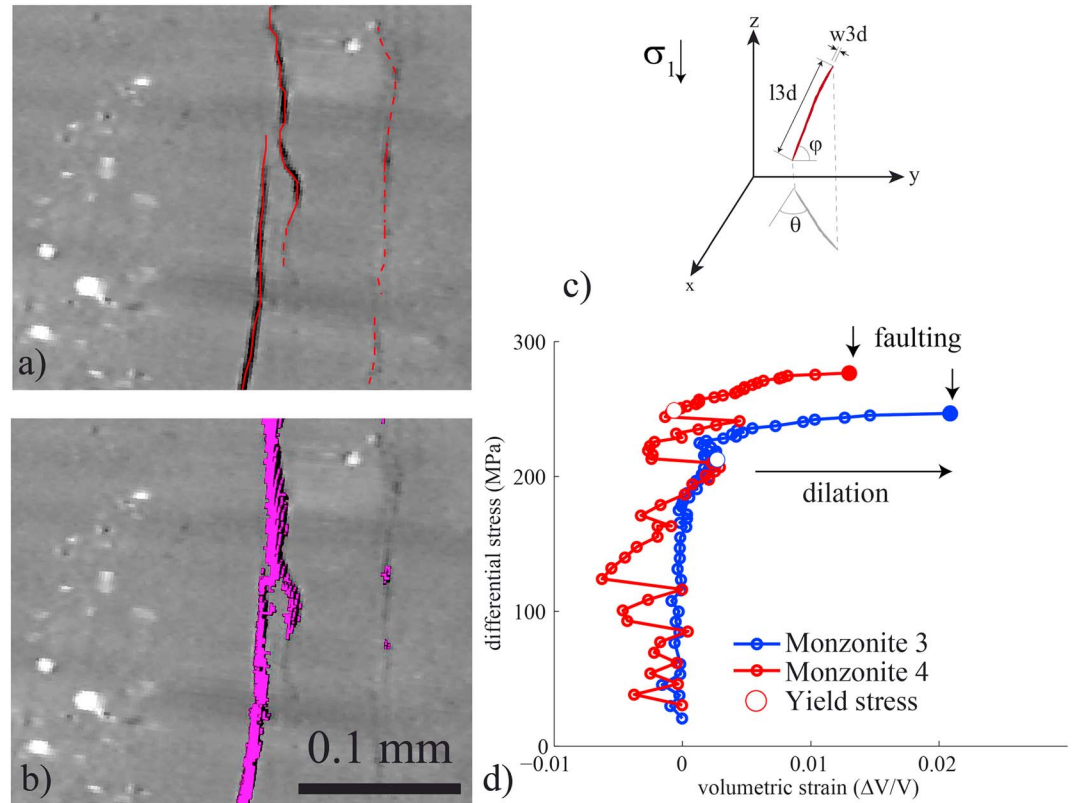 a)
b)
0.1 mm
z
w3d
σ1
l3d
φ
y
θ
x
c)
300
200
100
0
differential stress (MPa)
faulting
dilation
Monzonite 3
Monzonite 4
Yield stress
d)
−0.01
0
0.01
0.02
volumetric strain (ΔV/V)